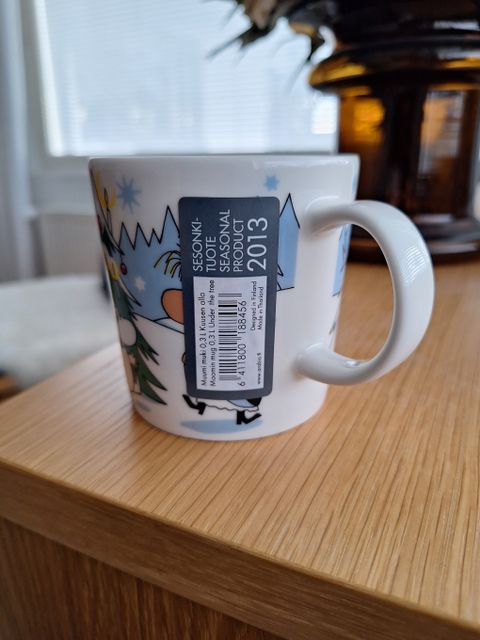 SESONKI-
TUOTE
SEASONAL
PRODUCT
2013
Muumi muki 0,3 L Kuusen alla
Moomin mug 0,3 L Under the tree
6 411800 188456
Designed in Finland
Made in Thailand
www.arabia.fi